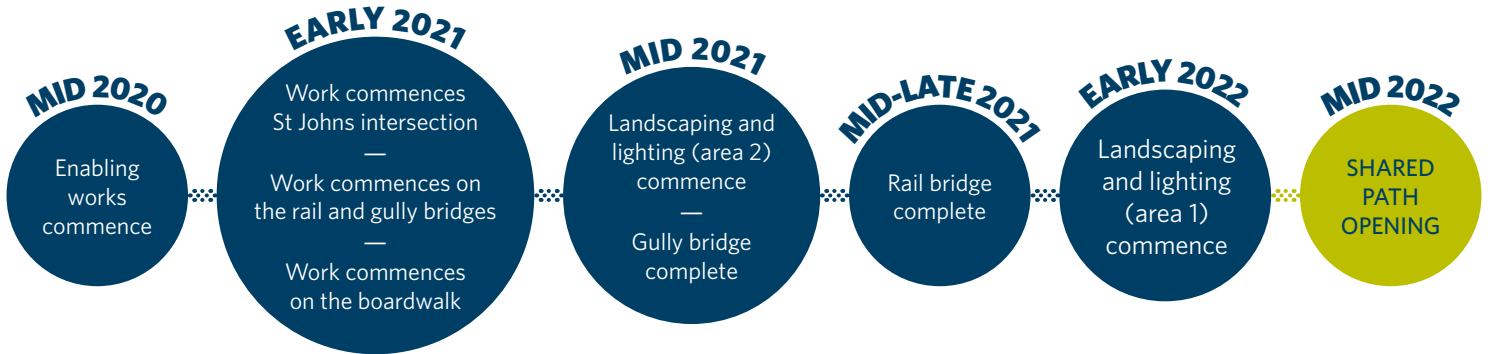 MID 2020
Enabling
works
commence
EARLY 2021
Work commences
St Johns intersection
—
Work commences on
the rail and gully bridges
—
Work commences
on the boardwalk
MID 2021
Landscaping and
lighting (area 2)
commence
—
Gully bridge
complete
MID-LATE 2021
Rail bridge
complete
EARLY 2022
Landscaping
and lighting
(area 1)
commence
MID 2022
SHARED
PATH
OPENING